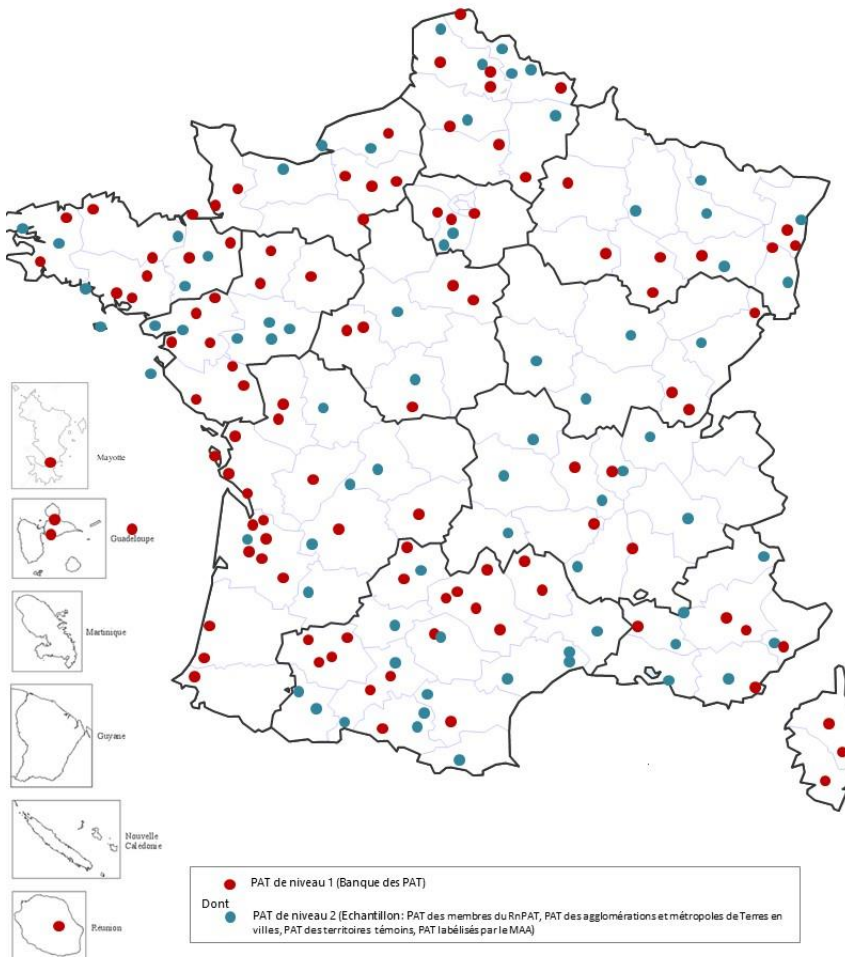 Mayotte
Guadeloupe
Martinique
Guyane
Nouvelle
Calédonie
Réunion
PAT de niveau 1 (Banque des PAT)
Dont
PAT de niveau 2 (Echantillon : PAT des membres du RnPAT, PAT des agglomérations et métropoles de Terres en
villes, PAT des territoires témoins, PAT labélisés par le MAA)